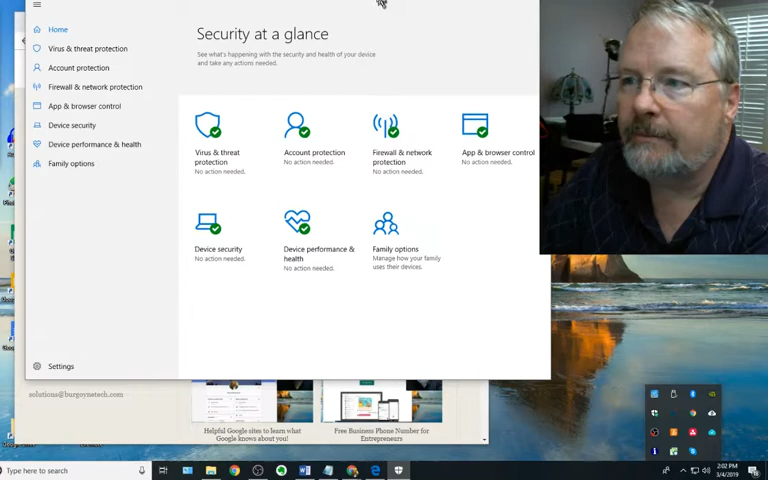 Home
Virus & threat protection
Account protection
Firewall & network protection
App & browser control
Device security
Device performance & health
Family options
Settings
Security at a glance
See what's happening with the security and health of your device
and take any actions needed.
Virus & threat
protection
No action needed.
Account protection
No action needed.
Firewall & network
protection
No action needed.
App & browser control
No action needed.
Device security
No action needed.
Device performance &
health
No action needed.
Family options
Manage how your family
uses their devices.
solutions@burgoynetech.com
Helpful Google sites to learn what
Google knows about you!
Free Business Phone Number for
Entrepreneurs
Type here to search
2:02 PM
3/4/2019